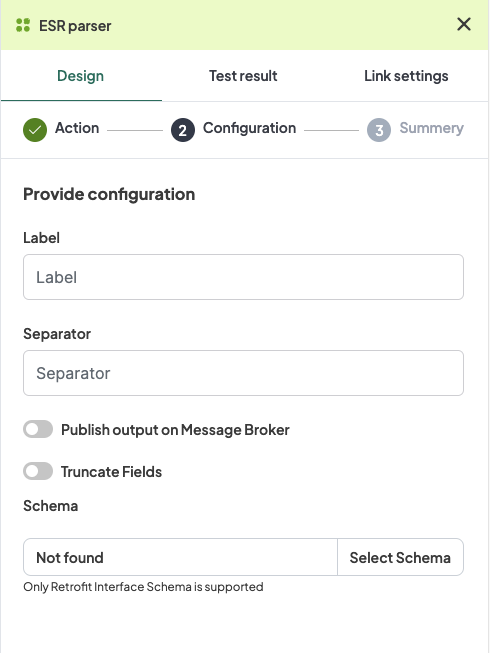 ESR parser
Design Test result Link settings
Action 2 Configuration 3 Summery
Provide configuration
Label
Label
Separator
Separator
Publish output on Message Broker
Truncate Fields
Schema
Not found Select Schema
Only Retrofit Interface Schema is supported